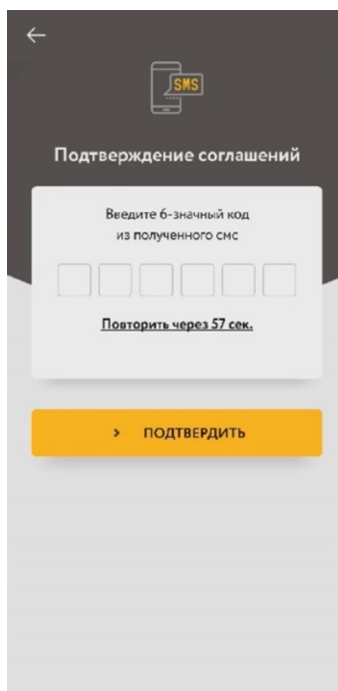 SMS
Подтверждение соглашений
Введите 6-значный код
из полученного смс
Повторить через 57 сек.
> ПОДТВЕРДИТЬ